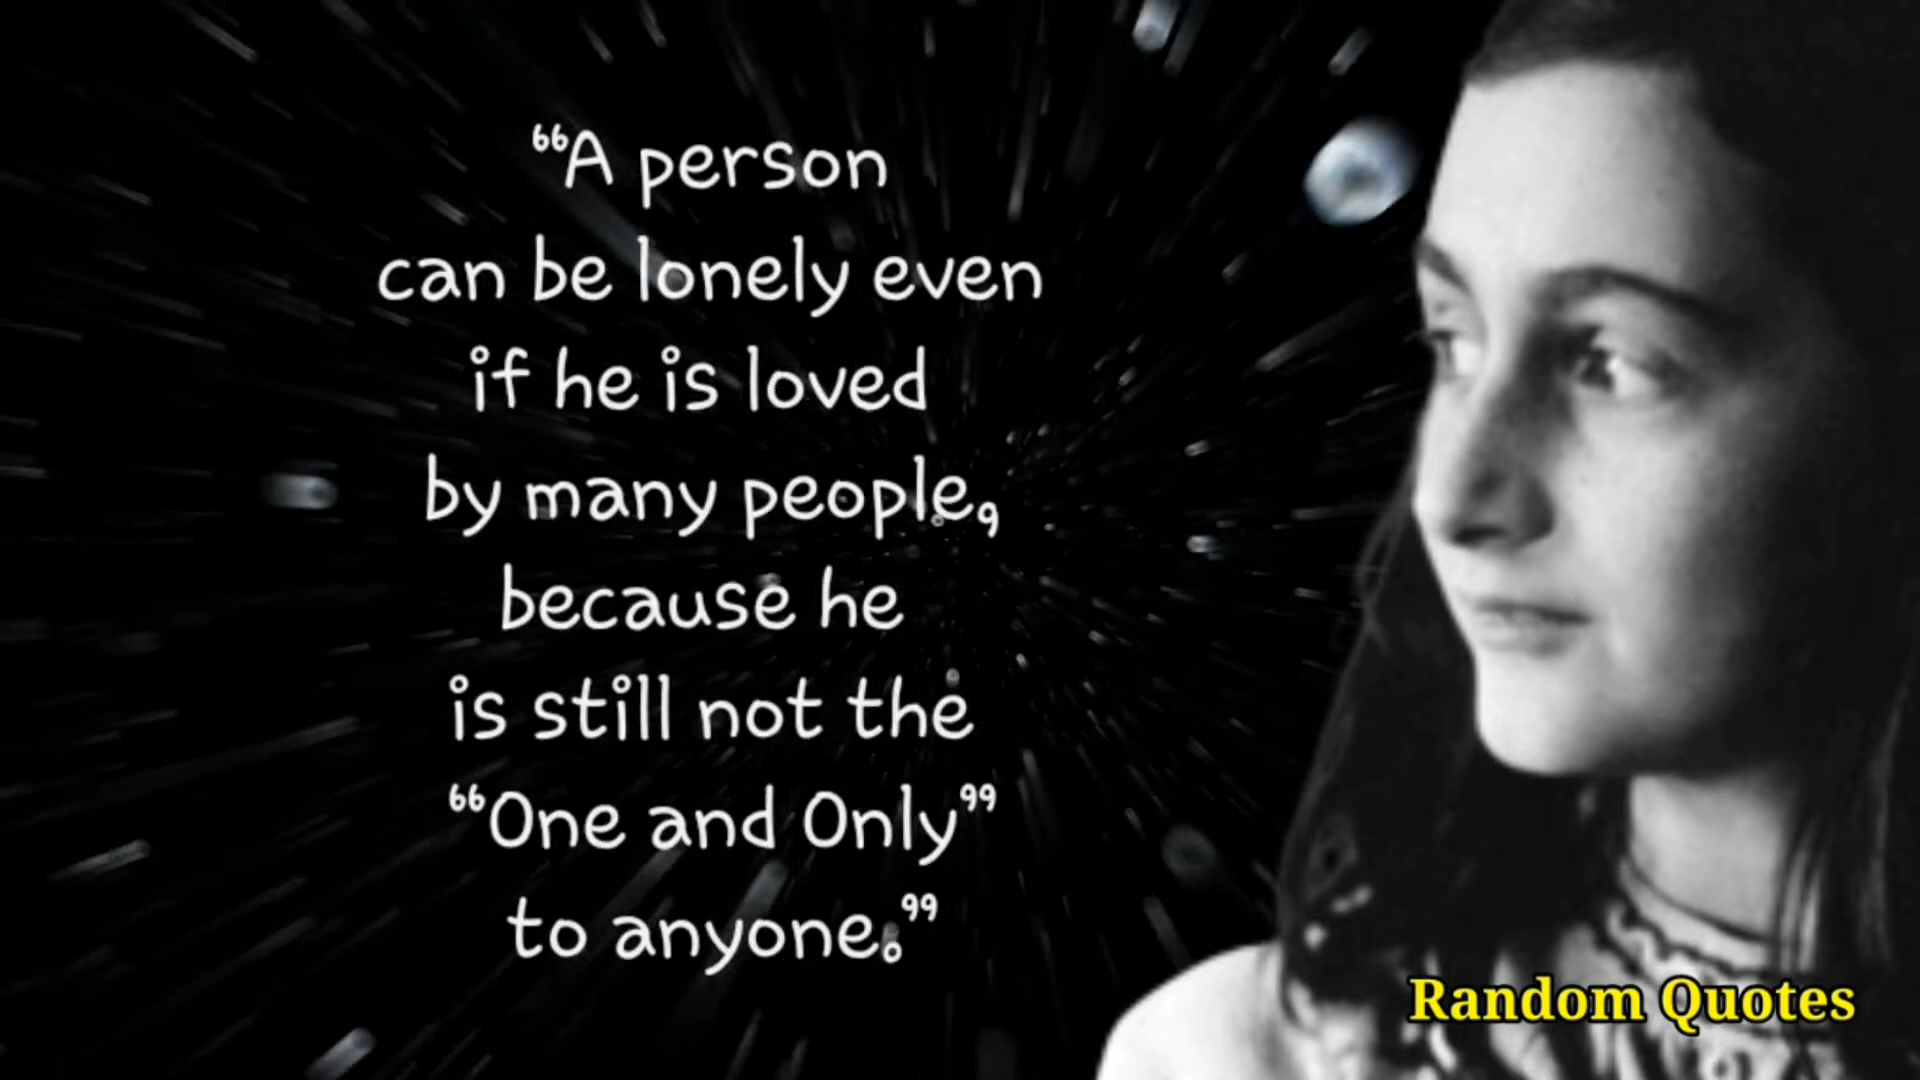 “A person
can be lonely even
if he is loved
by many people,
because he
is still not the
“One and Only”
to anyone.”
Random Quotes